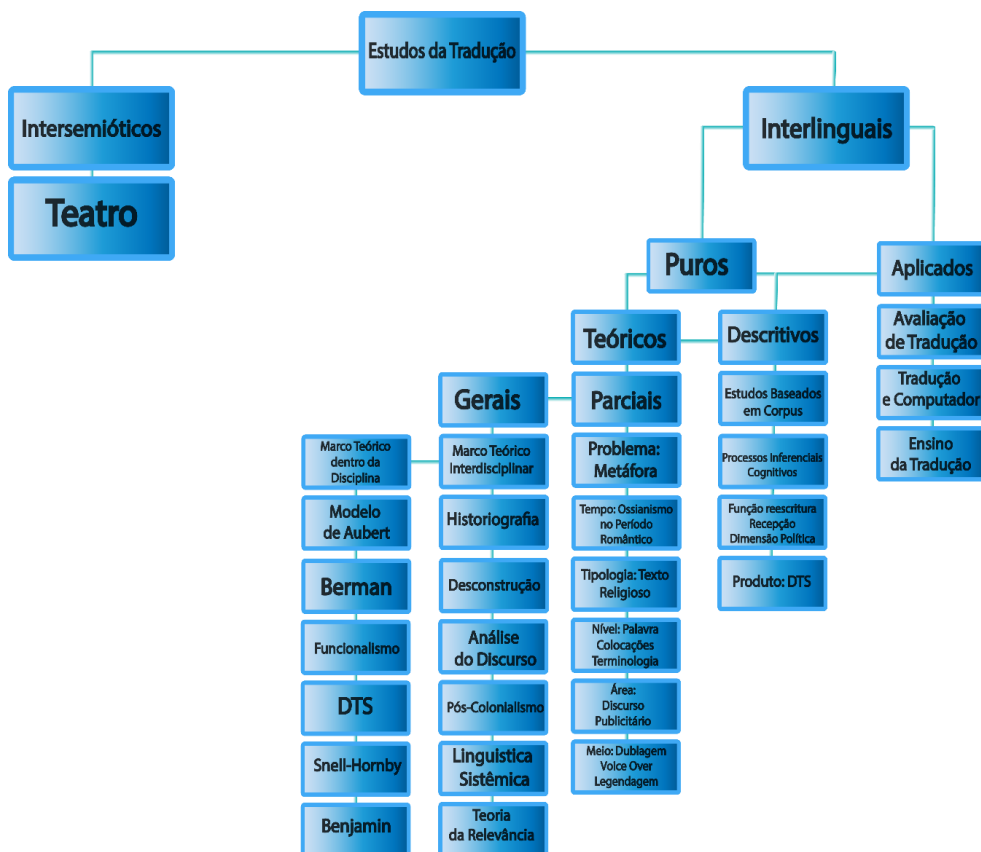 Estudos da Tradução
Intersemióticos
Teatro
Interlinguais
Puros
Aplicados
Avaliação
de Tradução
Tradução
e Computador
Ensino
da Tradução
Teóricos
Descritivos
Estudos Baseados
em Corpus
Processos Inferenciais
Cognitivos
Função reescritura
Recepção
Dimensão Política
Produto: DTS
Gerais
Parciais
Problema:
Metáfora
Tempo: Ossianismo
no Período
Romântico
Tipologia: Texto
Religioso
Nível: Palavra
Colocações
Terminologia
Área:
Discurso
Publicitário
Meio: Dublagem
Voice Over
Legendagem
Marco Teórico
Interdisciplinar
Historiografia
Desconstrução
Análise
do Discurso
Pós-Colonialismo
Linguistica
Sistêmica
Teoria
da Relevância
Marco Teórico
dentro da
Disciplina
Modelo
de Aubert
Berman
Funcionalismo
DTS
Snell-Hornby
Benjamin